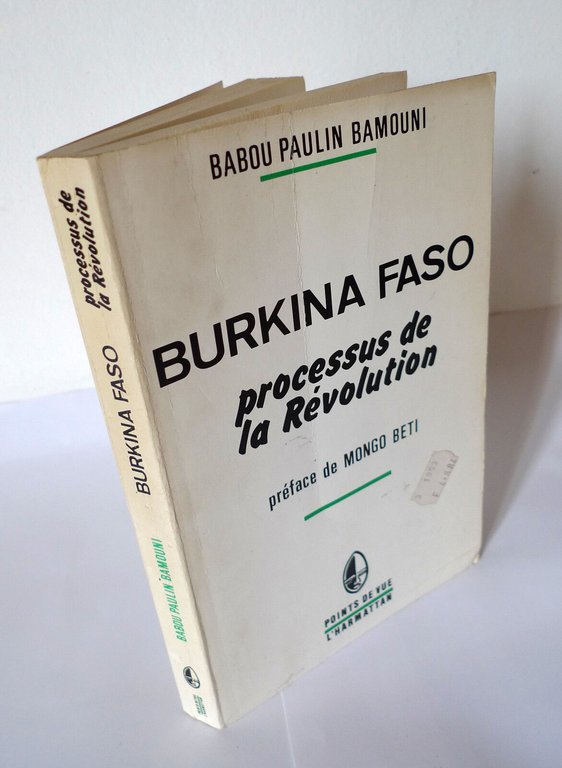 BABOU PAULIN BAMOUNI
BURKINA FASO
processus de
la Révolution
préface de MONGO BETI
POINTS DE VUE
L'HARMATTAN
processus de
la Révolution
BURKINA FASO
BABOU PAULIN BAMOUNI